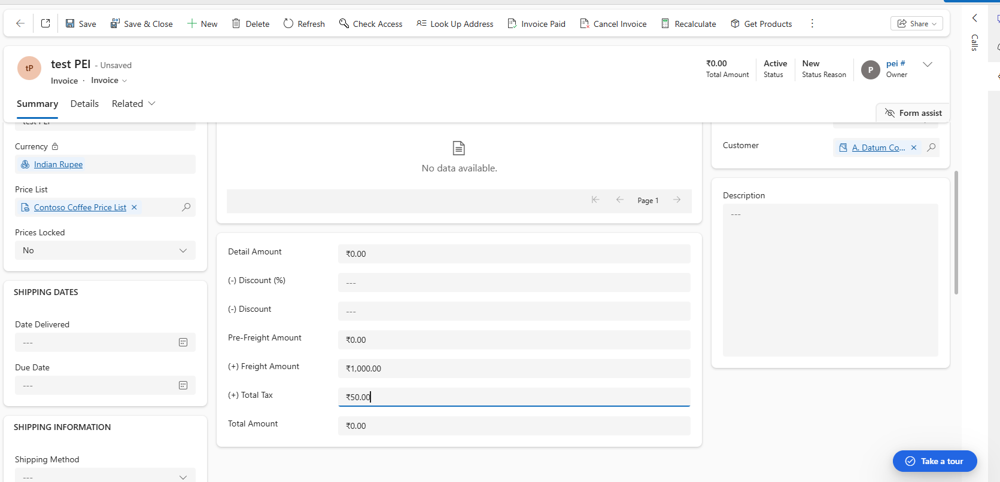 Save
Save & Close
New
Delete
Refresh
Check Access
Look Up Address
Invoice Paid
Cancel Invoice
Recalculate
Get Products
Share
Calls
tP
test PEI - Unsaved
Invoice · Invoice
₹0.00
Total Amount
Active
Status
New
Status Reason
P
pei #
Owner
Summary
Details
Related
Form assist
test PEI
Currency
Indian Rupee
Price List
Contoso Coffee Price List
Prices Locked
No
SHIPPING DATES
Date Delivered
---
Due Date
---
SHIPPING INFORMATION
Shipping Method
---
No data available.
Page 1
Detail Amount
₹0.00
(-) Discount (%)
---
(-) Discount
---
Pre-Freight Amount
₹0.00
(+) Freight Amount
₹1,000.00
(+) Total Tax
₹50.00
Total Amount
₹0.00
Customer
A. Datum Co...
Description
---
Take a tour